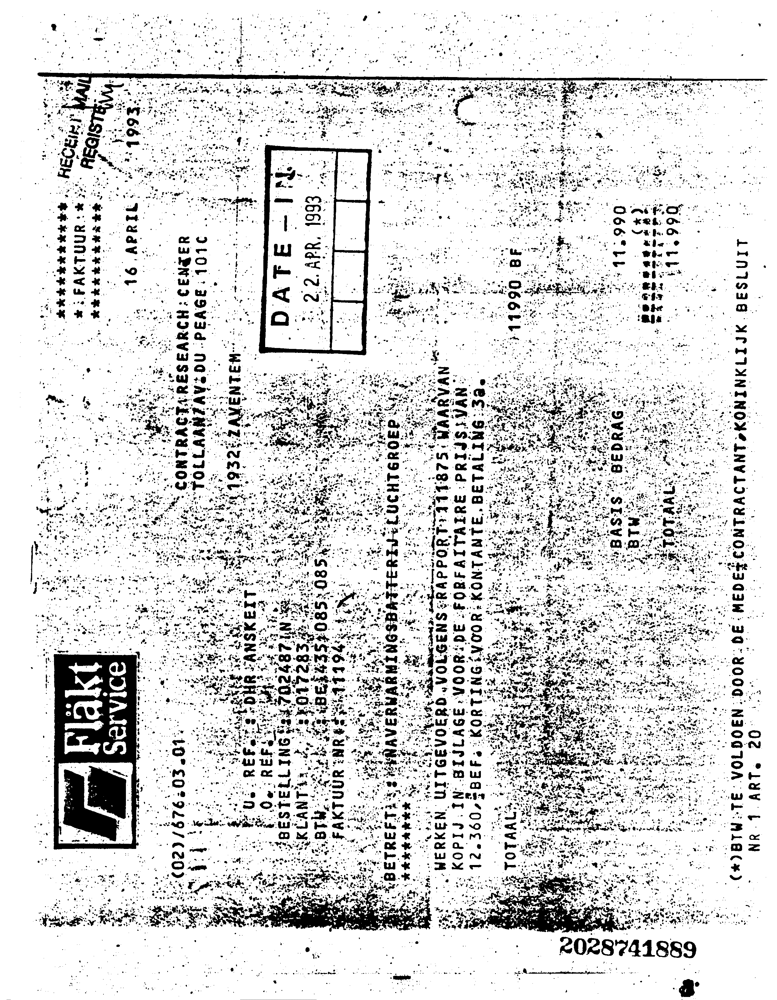 Fläkt
Service
(02)/676.03.01
**********
* FAKTUUR *
**********
RECEIPT MAIL
16 APRIL 1993
CONTRACT RESEARCH CENTER
TOLLAAN/AV.DU PEAGE 101C
1932 ZAVENTEM
DATE - IN
22. APR. 1993
U. REF. : DHR ANSKEIT
O. REF.
BESTELLING : 702487 N
KLANT : 017283
BTW : BE 435 085 085
FAKTUUR NR : 11194
BETREFT : NAVERWARMINGSBATTERIJ LUCHTGROEP
********
WERKEN UITGEVOERD VOLGENS RAPPORT 111875 WAARVAN
KOPIJ IN BIJLAGE VOOR DE FORFAITAIRE PRIJS VAN
12.360,-BEF. KORTING VOOR KONTANTE BETALING 3%.
TOTAAL 11990 BF
BASIS BEDRAG 11.990
BTW (*)
TOTAAL 11.990
(*)BTW TE VOLDOEN DOOR DE MEDECONTRACTANT, KONINKLIJK BESLUIT
NR 1 ART. 20
2028741889